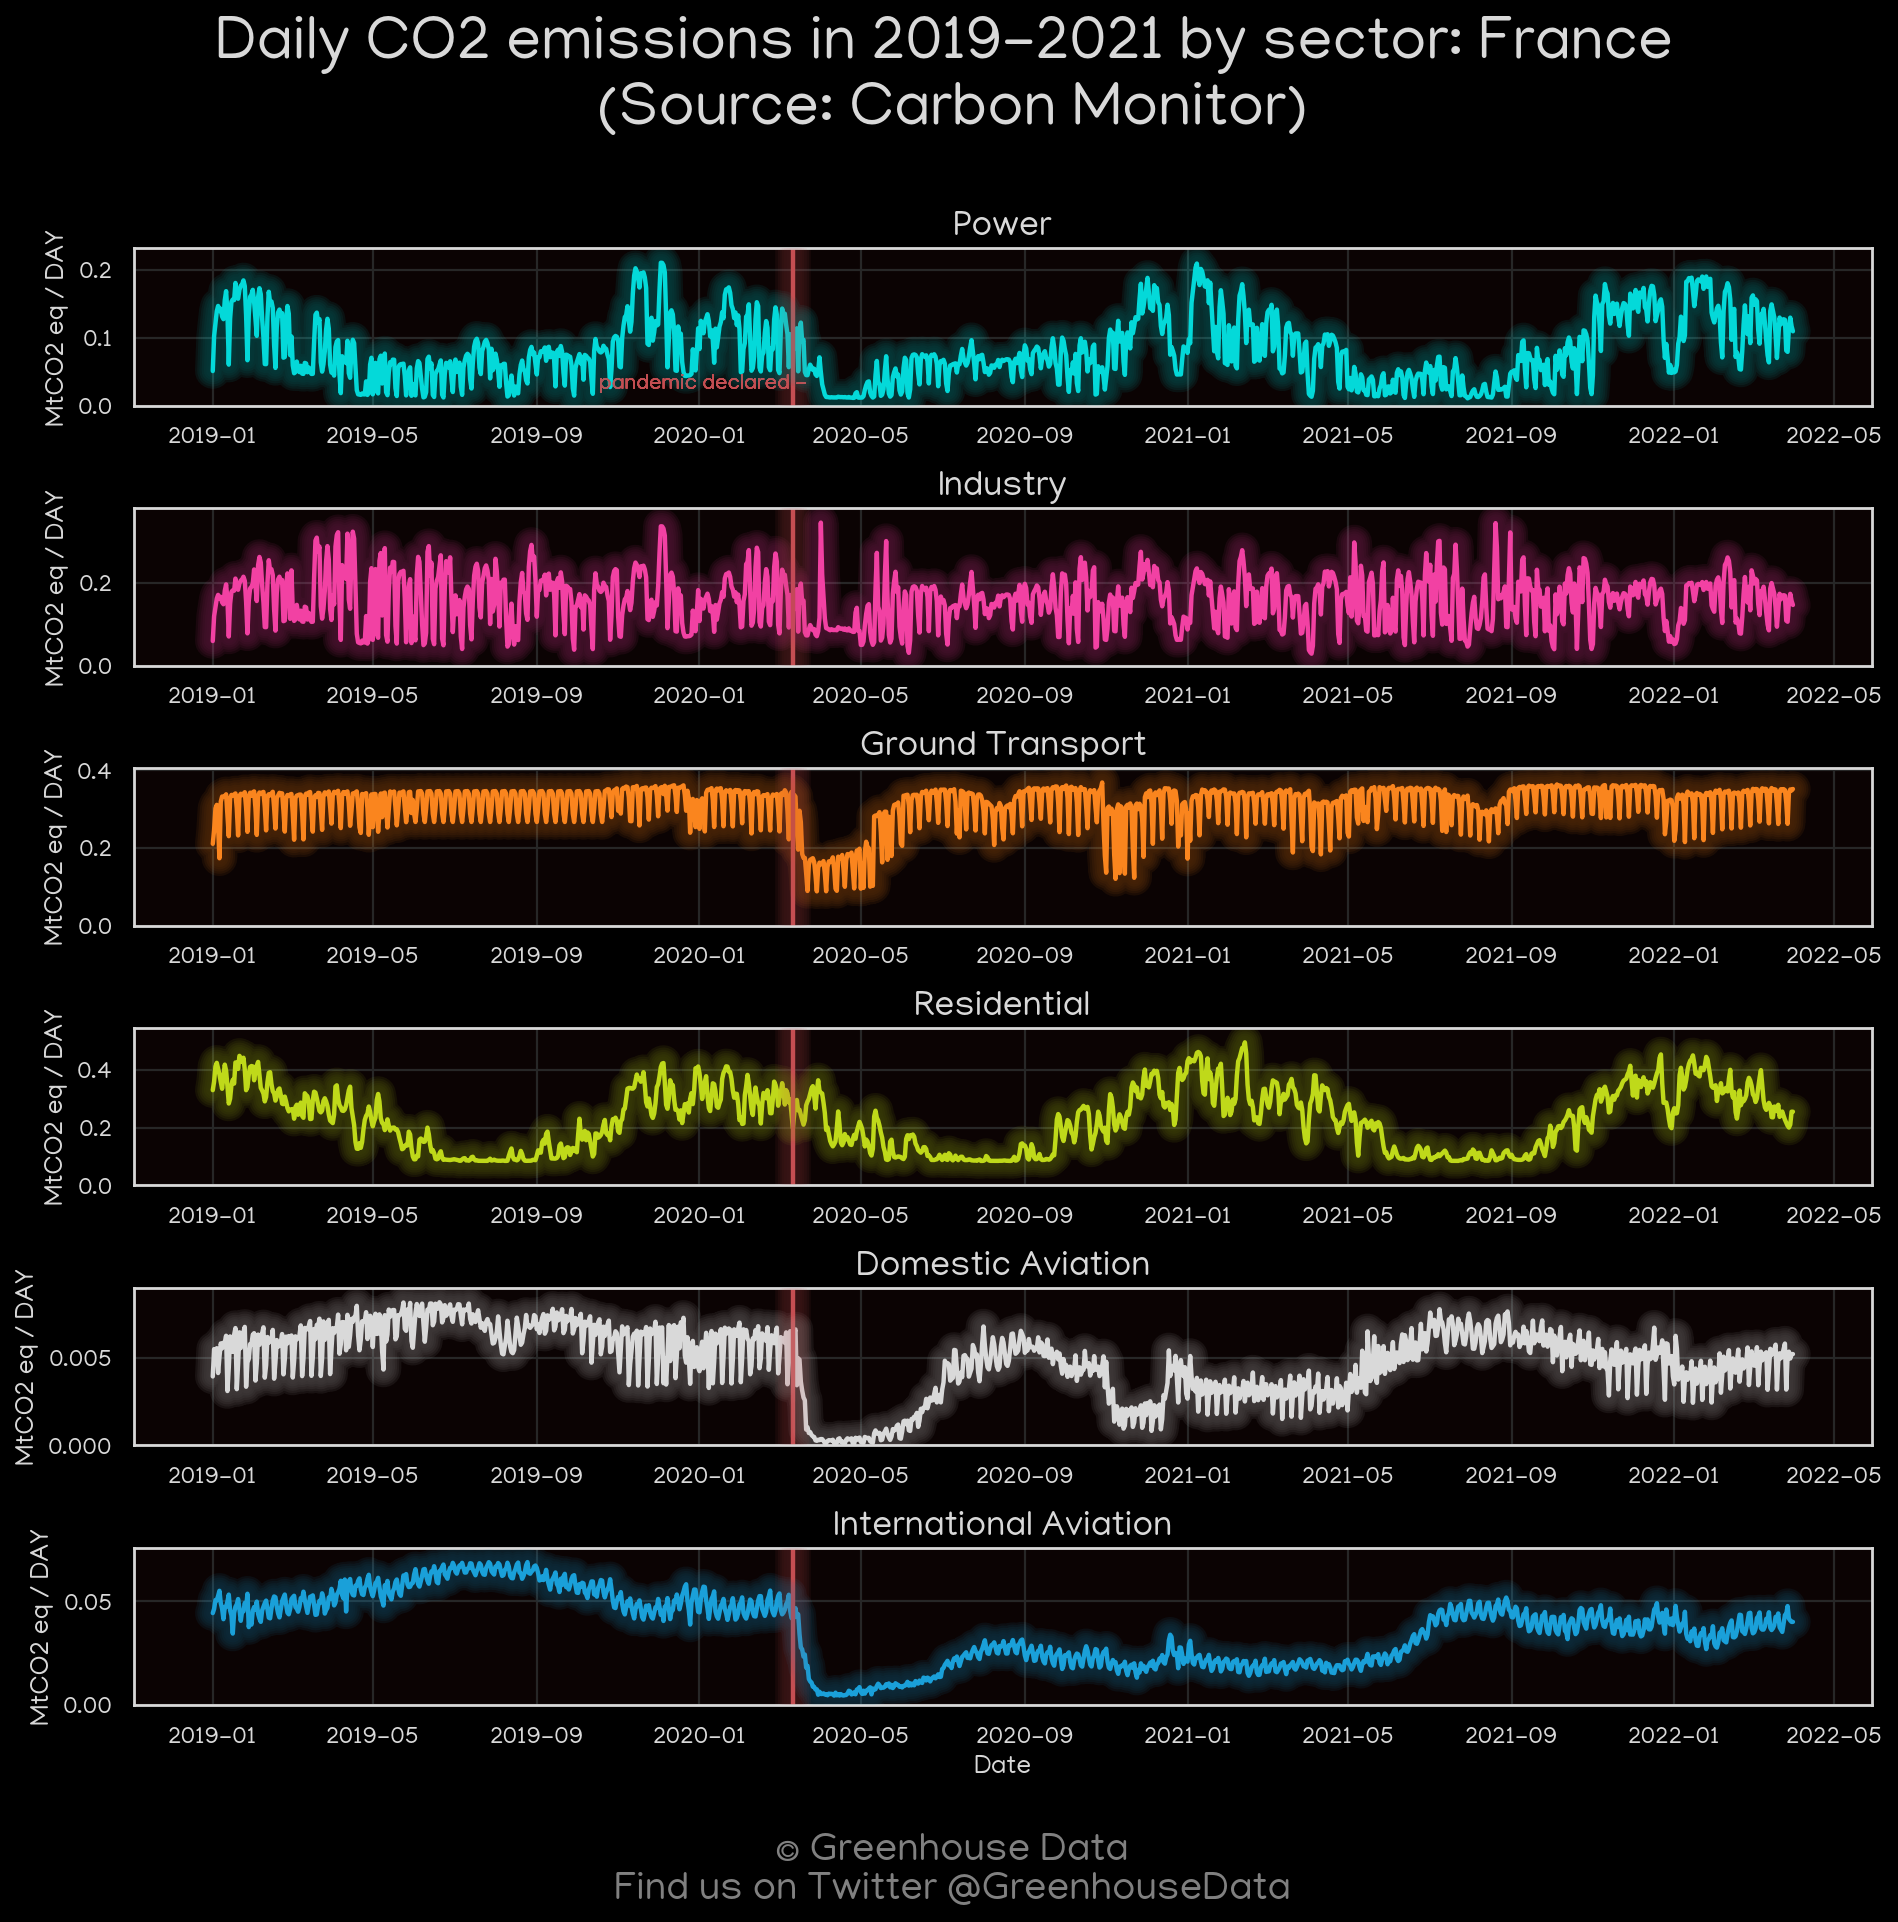 Daily CO2 emissions in 2019-2021 by sector: France
(Source: Carbon Monitor)
Power
MtCO2 eq / DAY
0.2
0.1
0.0
pandemic declared -
2019-01 2019-05 2019-09 2020-01 2020-05 2020-09 2021-01 2021-05 2021-09 2022-01 2022-05
Industry
MtCO2 eq / DAY
0.2
0.0
2019-01 2019-05 2019-09 2020-01 2020-05 2020-09 2021-01 2021-05 2021-09 2022-01 2022-05
Ground Transport
MtCO2 eq / DAY
0.4
0.2
0.0
2019-01 2019-05 2019-09 2020-01 2020-05 2020-09 2021-01 2021-05 2021-09 2022-01 2022-05
Residential
MtCO2 eq / DAY
0.4
0.2
0.0
2019-01 2019-05 2019-09 2020-01 2020-05 2020-09 2021-01 2021-05 2021-09 2022-01 2022-05
Domestic Aviation
MtCO2 eq / DAY
0.005
0.000
2019-01 2019-05 2019-09 2020-01 2020-05 2020-09 2021-01 2021-05 2021-09 2022-01 2022-05
International Aviation
MtCO2 eq / DAY
0.05
0.00
2019-01 2019-05 2019-09 2020-01 2020-05 2020-09 2021-01 2021-05 2021-09 2022-01 2022-05
Date
© Greenhouse Data
Find us on Twitter @GreenhouseData